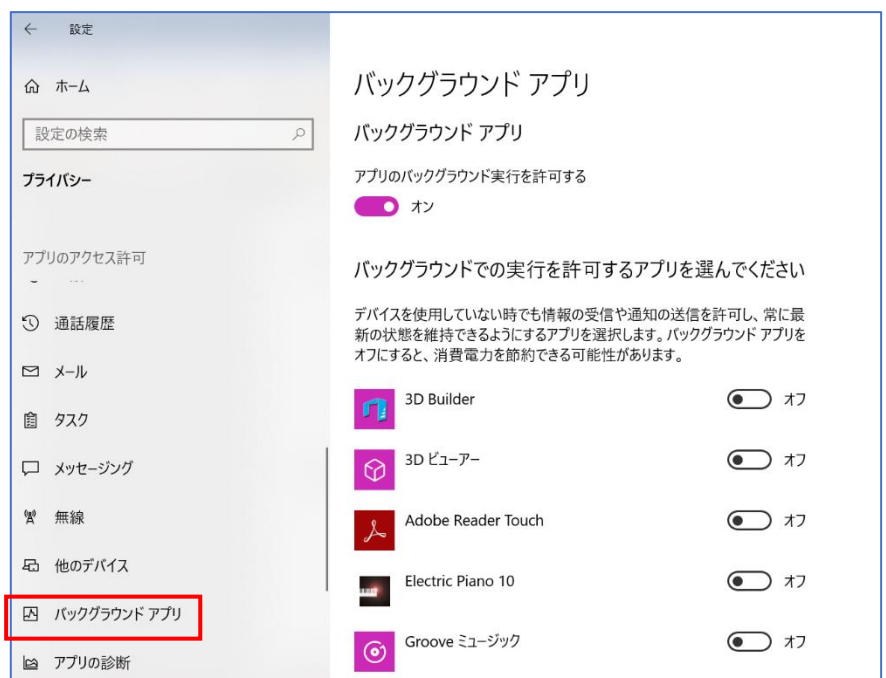 設定
ホーム
設定の検索
プライバシー
アプリのアクセス許可
通話履歴
メール
タスク
メッセージング
無線
他のデバイス
バックグラウンド アプリ
アプリの診断
バックグラウンド アプリ
バックグラウンド アプリ
アプリのバックグラウンド実行を許可する
オン
バックグラウンドでの実行を許可するアプリを選んでください
デバイスを使用していない時でも情報の受信や通知の送信を許可し、常に最
新の状態を維持できるようにするアプリを選択します。バックグラウンド アプリを
オフにすると、消費電力を節約できる可能性があります。
3D Builder オフ
3D ビューアー オフ
Adobe Reader Touch オフ
Electric Piano 10 オフ
Groove ミュージック オフ